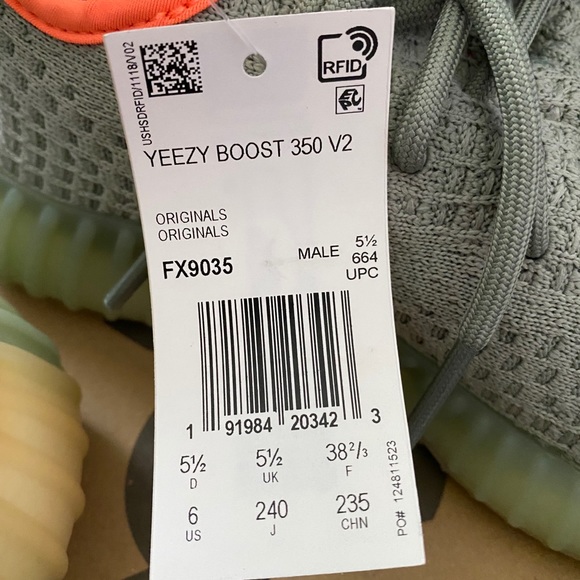 USHSDRFID/1118/V02
RFID
YEEZY BOOST 350 V2
ORIGINALS
ORIGINALS
FX9035
MALE
5½
664
UPC
1 91984 20342 3
5½ 5½ 38²/₃
D UK F
6 240 235
US J CHN
PO# 124811523